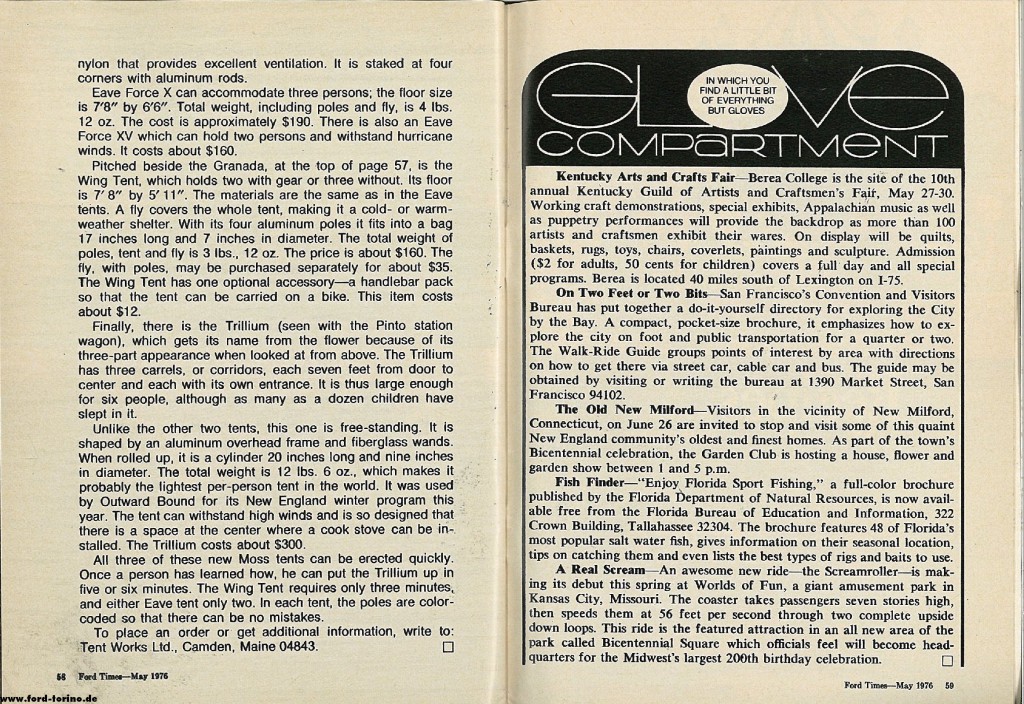 nylon that provides excellent ventilation. It is staked at four
corners with aluminum rods.
Eave Force X can accommodate three persons; the floor size
is 7'8" by 6'6". Total weight, including poles and fly, is 4 lbs.
12 oz. The cost is approximately $190. There is also an Eave
Force XV which can hold two persons and withstand hurricane
winds. It costs about $160.
Pitched beside the Granada, at the top of page 57, is the
Wing Tent, which holds two with gear or three without. Its floor
is 7' 8" by 5' 11". The materials are the same as in the Eave
tents. A fly covers the whole tent, making it a cold- or warm-
weather shelter. With its four aluminum poles it fits into a bag
17 inches long and 7 inches in diameter. The total weight of
poles, tent and fly is 3 lbs., 12 oz. The price is about $160. The
fly, with poles, may be purchased separately for about $35.
The Wing Tent has one optional accessory—a handlebar pack
so that the tent can be carried on a bike. This item costs
about $12.
Finally, there is the Trillium (seen with the Pinto station
wagon), which gets its name from the flower because of its
three-part appearance when looked at from above. The Trillium
has three carrels, or corridors, each seven feet from door to
center and each with its own entrance. It is thus large enough
for six people, although as many as a dozen children have
slept in it.
Unlike the other two tents, this one is free-standing. It is
shaped by an aluminum overhead frame and fiberglass wands.
When rolled up, it is a cylinder 20 inches long and nine inches
in diameter. The total weight is 12 lbs. 6 oz., which makes it
probably the lightest per-person tent in the world. It was used
by Outward Bound for its New England winter program this
year. The tent can withstand high winds and is so designed that
there is a space at the center where a cook stove can be in-
stalled. The Trillium costs about $300.
All three of these new Moss tents can be erected quickly.
Once a person has learned how, he can put the Trillium up in
five or six minutes. The Wing Tent requires only three minutes,
and either Eave tent only two. In each tent, the poles are color-
coded so that there can be no mistakes.
To place an order or get additional information, write to:
Tent Works Ltd., Camden, Maine 04843.
58 Ford Times—May 1976
www.ford-torino.de
GLOVE
IN WHICH YOU
FIND A LITTLE BIT
OF EVERYTHING
BUT GLOVES
COMPARTMENT
Kentucky Arts and Crafts Fair—Berea College is the site of the 10th
annual Kentucky Guild of Artists and Craftsmen's Fair, May 27-30.
Working craft demonstrations, special exhibits, Appalachian music as well
as puppetry performances will provide the backdrop as more than 100
artists and craftsmen exhibit their wares. On display will be quilts,
baskets, rugs, toys, chairs, coverlets, paintings and sculpture. Admission
($2 for adults, 50 cents for children) covers a full day and all special
programs. Berea is located 40 miles south of Lexington on I-75.
On Two Feet or Two Bits—San Francisco's Convention and Visitors
Bureau has put together a do-it-yourself directory for exploring the City
by the Bay. A compact, pocket-size brochure, it emphasizes how to ex-
plore the city on foot and public transportation for a quarter or two.
The Walk-Ride Guide groups points of interest by area with directions
on how to get there via street car, cable car and bus. The guide may be
obtained by visiting or writing the bureau at 1390 Market Street, San
Francisco 94102.
The Old New Milford—Visitors in the vicinity of New Milford,
Connecticut, on June 26 are invited to stop and visit some of this quaint
New England community's oldest and finest homes. As part of the town's
Bicentennial celebration, the Garden Club is hosting a house, flower and
garden show between 1 and 5 p.m.
Fish Finder—"Enjoy Florida Sport Fishing," a full-color brochure
published by the Florida Department of Natural Resources, is now avail-
able free from the Florida Bureau of Education and Information, 322
Crown Building, Tallahassee 32304. The brochure features 48 of Florida's
most popular salt water fish, gives information on their seasonal location,
tips on catching them and even lists the best types of rigs and baits to use.
A Real Scream—An awesome new ride—the Screamroller—is mak-
ing its debut this spring at Worlds of Fun, a giant amusement park in
Kansas City, Missouri. The coaster takes passengers seven stories high,
then speeds them at 56 feet per second through two complete upside
down loops. This ride is the featured attraction in an all new area of the
park called Bicentennial Square which officials feel will become head-
quarters for the Midwest's largest 200th birthday celebration.
Ford Times—May 1976 59